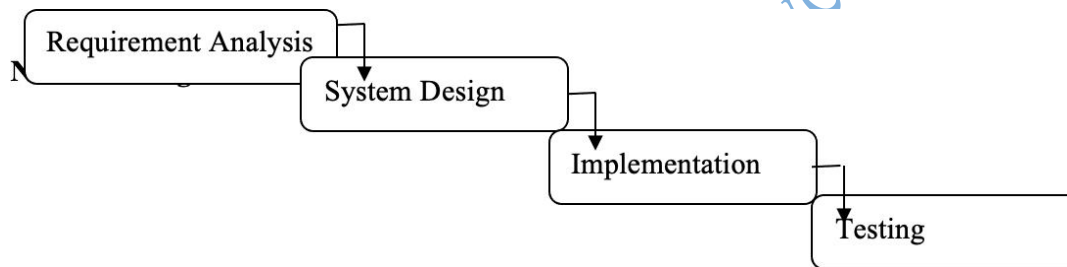 Requirement Analysis
System Design
Implementation
Testing